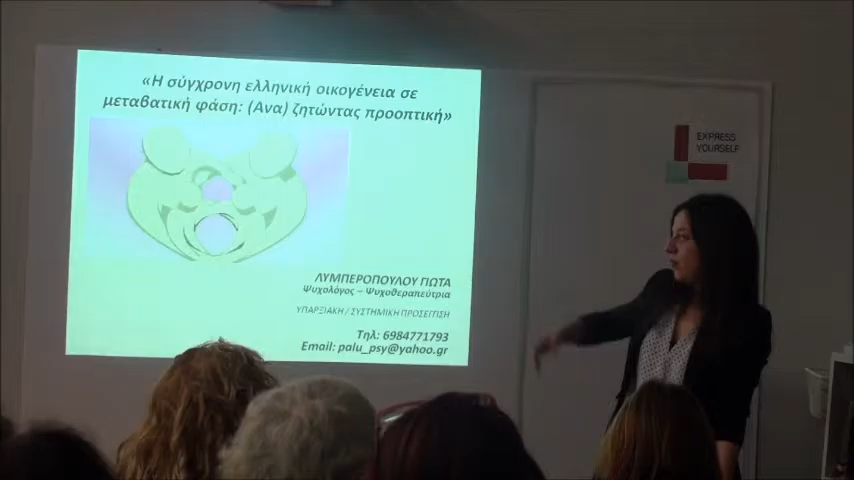 «Η σύγχρονη ελληνική οικογένεια σε
μεταβατική φάση: (Ανα) ζητώντας προοπτική»
ΛΥΜΠΕΡΟΠΟΥΛΟΥ ΓΙΩΤΑ
Ψυχολόγος – Ψυχοθεραπεύτρια
ΥΠΑΡΞΙΑΚΗ / ΣΥΣΤΗΜΙΚΗ ΠΡΟΣΕΓΓΙΣΗ
Τηλ: 6984771793
Email: palu_psy@yahoo.gr
EXPRESS
YOURSELF